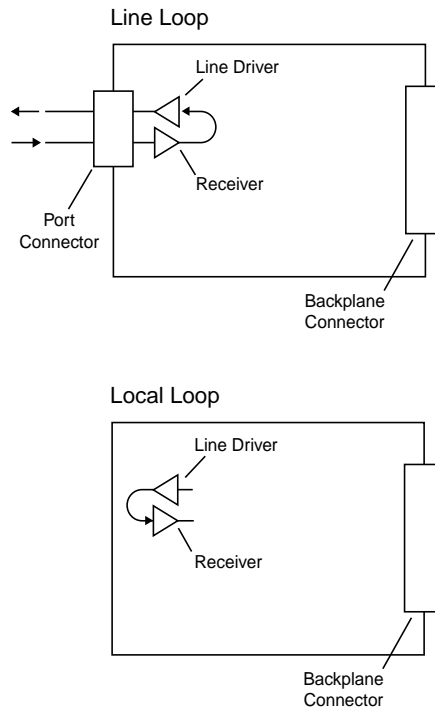 Line Loop
Line Driver
Receiver
Port
Connector
Backplane
Connector
Local Loop
Line Driver
Receiver
Backplane
Connector